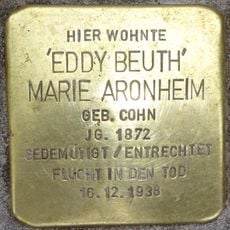 HIER WOHNTE
'EDDY BEUTH'
MARIE ARONHEIM
GEB. COHN
JG. 1872
GEDEMÜTIGT / ENTRECHTET
FLUCHT IN DEN TOD
16.12.1938